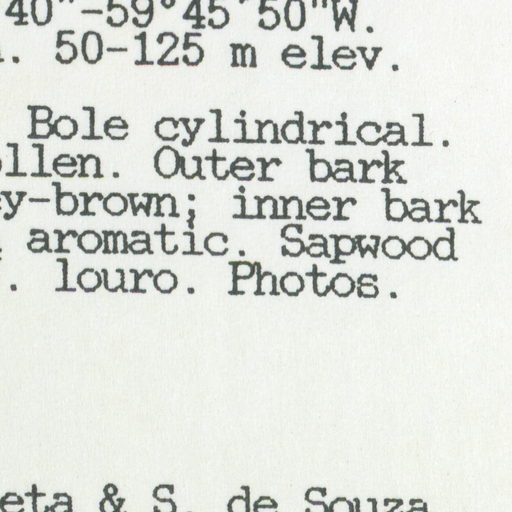 40"-59°45'50"W.
. 50-125 m elev.
Bole cylindrical.
llen. Outer bark
y-brown; inner bark
aromatic. Sapwood
. louro. Photos.
eta & S. de Souza